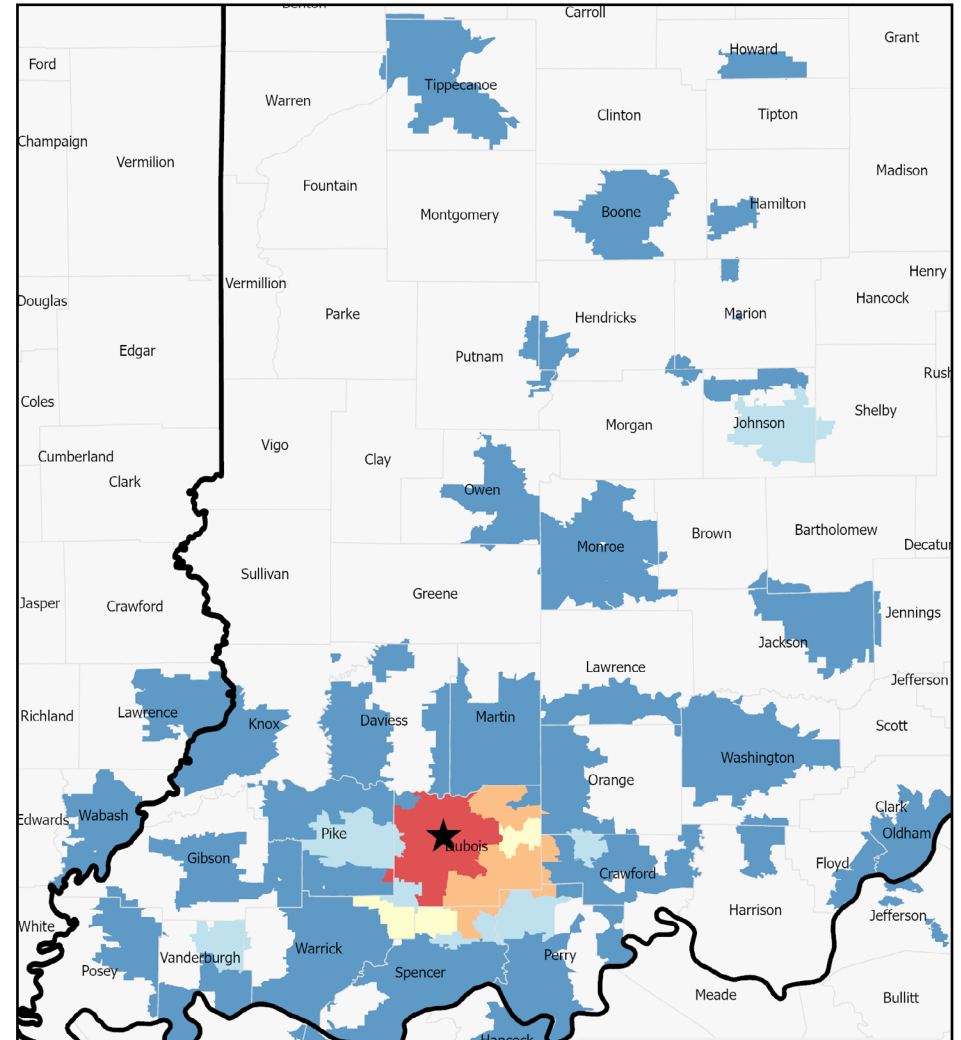 Benton
Carroll
Grant
Howard
Ford
Tippecanoe
Warren
Clinton
Tipton
Champaign
Vermilion
Madison
Fountain
Montgomery
Boone
Hamilton
Henry
Vermillion
Hancock
Douglas
Parke
Hendricks
Marion
Edgar
Putnam
Rush
Coles
Shelby
Johnson
Morgan
Vigo
Cumberland
Clay
Clark
Owen
Bartholomew
Brown
Monroe
Decatur
Sullivan
Greene
Jasper
Crawford
Jennings
Jackson
Lawrence
Jefferson
Lawrence
Richland
Knox
Daviess
Martin
Scott
Washington
Orange
Clark
Wabash
Edwards
Pike
Oldham
Dubois
Gibson
Floyd
Crawford
Harrison
Jefferson
White
Warrick
Perry
Vanderburgh
Posey
Spencer
Meade
Bullitt
Hancock